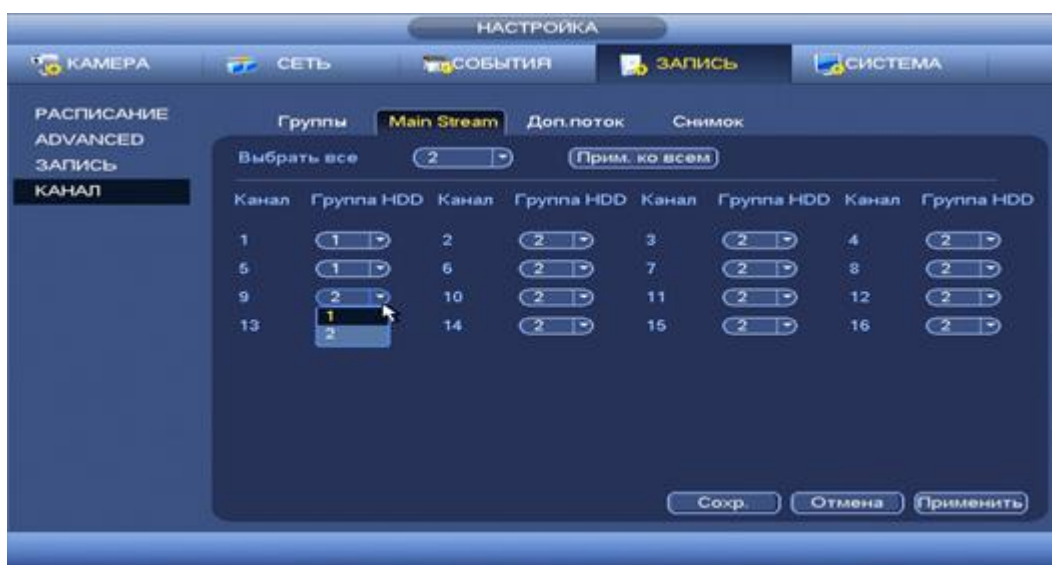 НАСТРОЙКА
КАМЕРА СЕТЬ СОБЫТИЯ ЗАПИСЬ СИСТЕМА
РАСПИСАНИЕ
ADVANCED
ЗАПИСЬ
КАНАЛ
Группы Main Stream Доп.поток Снимок
Выбрать все 2 Прим. ко всем
Канал Группа HDD Канал Группа HDD Канал Группа HDD Канал Группа HDD
1 1 2 2 3 2 4 2
5 1 6 2 7 2 8 2
9 2 10 2 11 2 12 2
13 1 14 2 15 2 16 2
2
Сохр. Отмена Применить